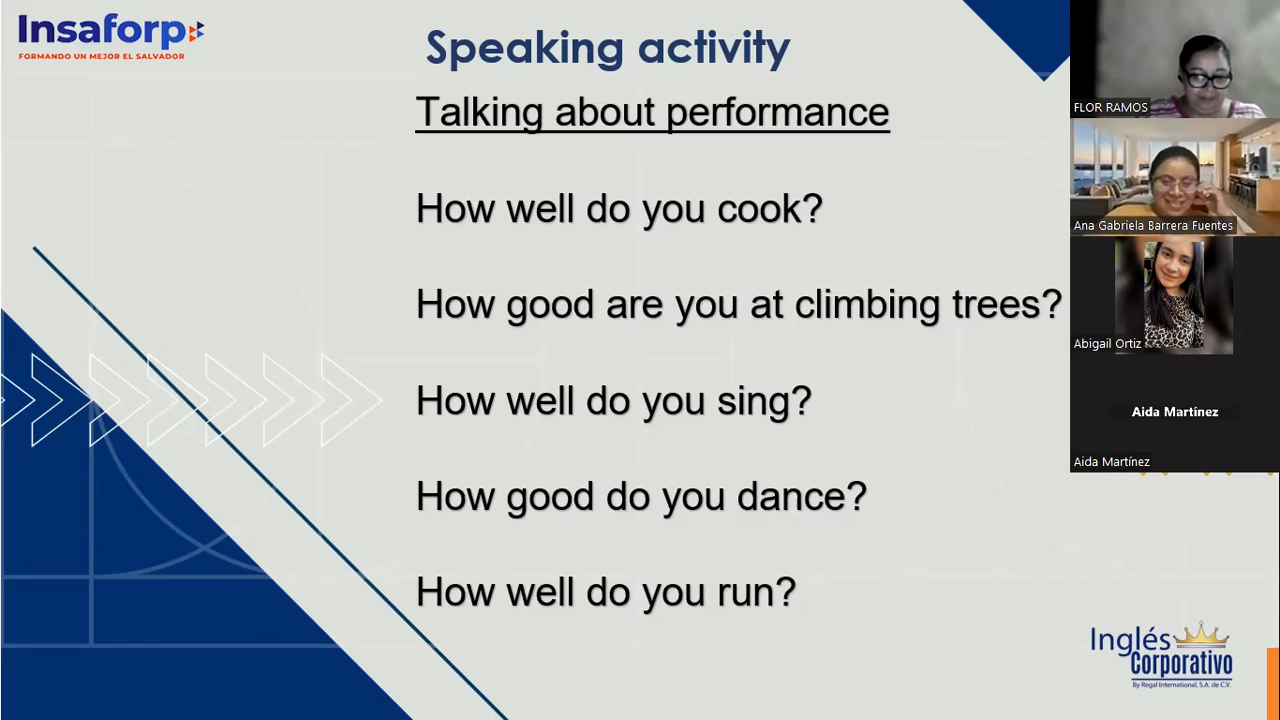 Insaforp
FORMANDO UN MEJOR EL SALVADOR
Speaking activity
Talking about performance
How well do you cook?
How good are you at climbing trees?
How well do you sing?
How good do you dance?
How well do you run?
FLOR RAMOS
Ana Gabriela Barrera Fuentes
Abigail Ortiz
Aida Martínez
Aida Martínez
Inglés
Corporativo
By Regal International, S.A. de C.V.